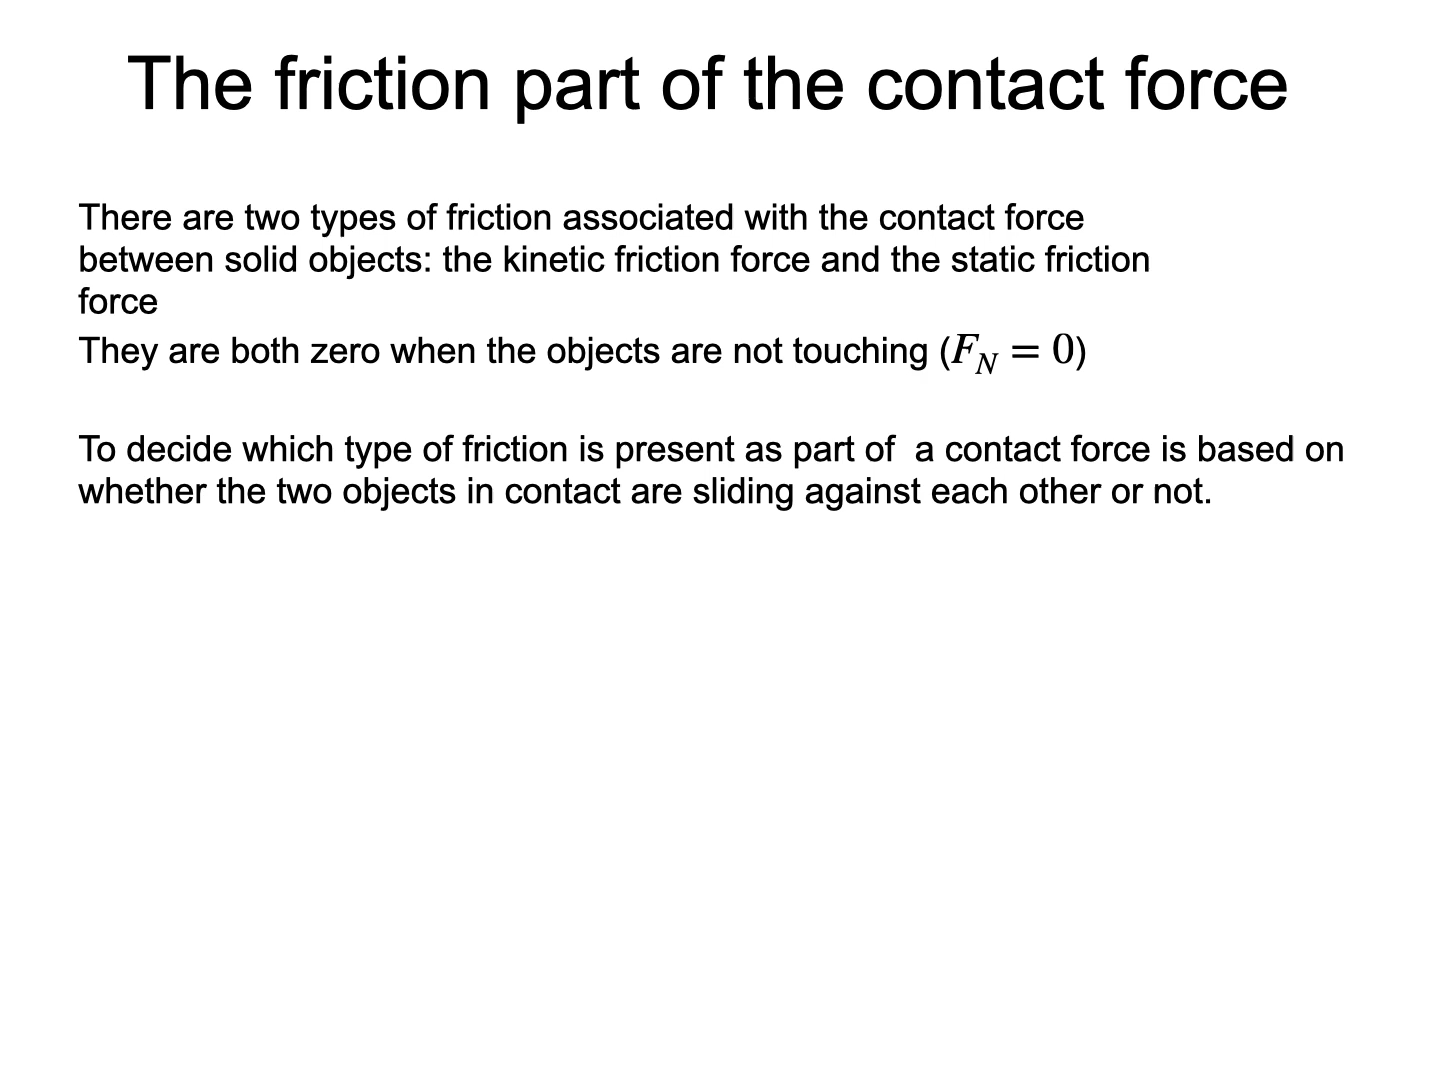 The friction part of the contact force
There are two types of friction associated with the contact force
between solid objects: the kinetic friction force and the static friction
force
They are both zero when the objects are not touching (F_N = 0)
To decide which type of friction is present as part of  a contact force is based on
whether the two objects in contact are sliding against each other or not.